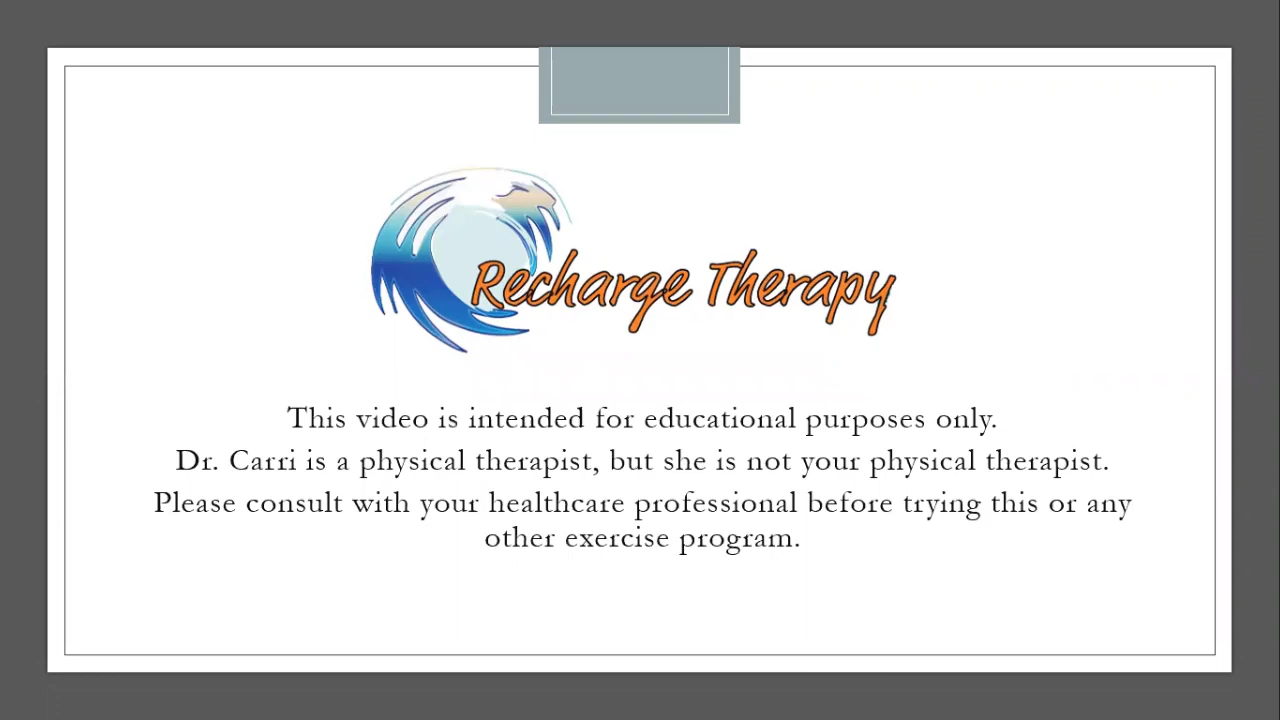 Recharge Therapy
This video is intended for educational purposes only.
Dr. Carri is a physical therapist, but she is not your physical therapist.
Please consult with your healthcare professional before trying this or any
other exercise program.